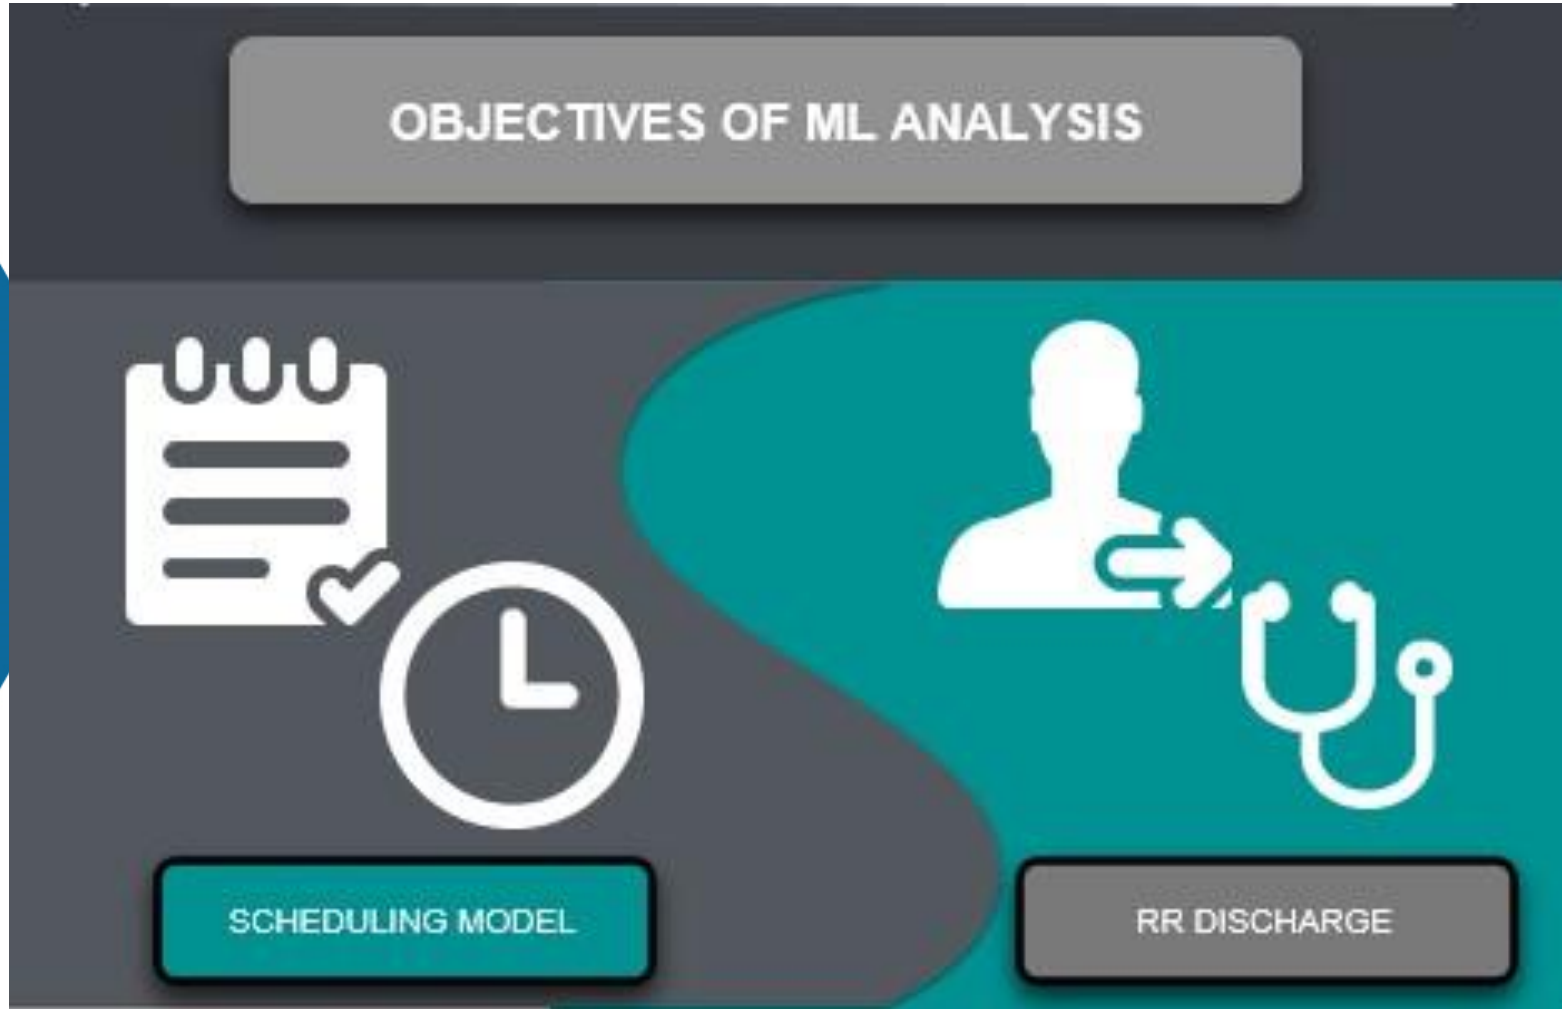 OBJECTIVES OF ML ANALYSIS
SCHEDULING MODEL
RR DISCHARGE